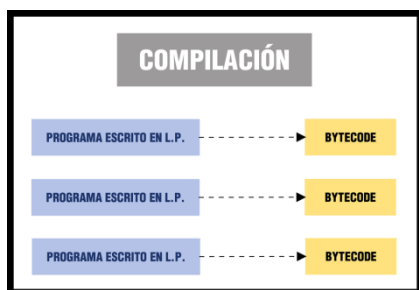 COMPILACIÓN
PROGRAMA ESCRITO EN L.P. BYTECODE
PROGRAMA ESCRITO EN L.P. BYTECODE
PROGRAMA ESCRITO EN L.P. BYTECODE